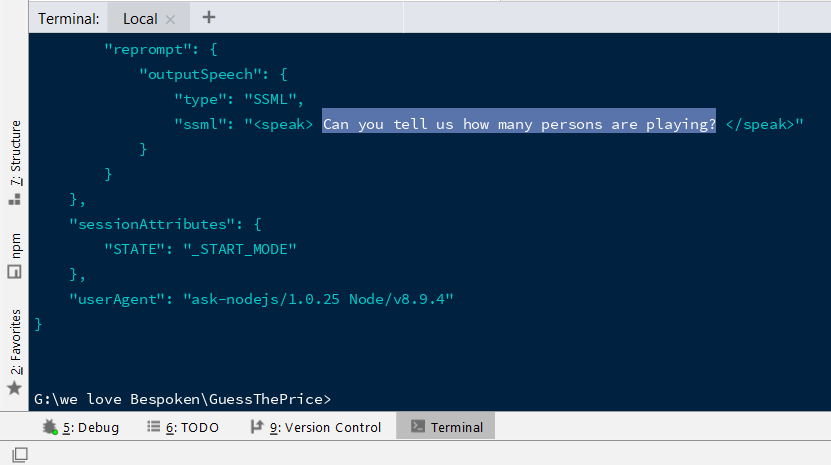 Terminal: Local × +
"reprompt": {
"outputSpeech": {
"type": "SSML",
"ssml": "<speak> Can you tell us how many persons are playing? </speak>"
}
}
},
"sessionAttributes": {
"STATE": "_START_MODE"
},
"userAgent": "ask-nodejs/1.0.25 Node/v8.9.4"
}
G:\we love Bespoken\GuessThePrice>
7: Structure
npm
2: Favorites
5: Debug 6: TODO 9: Version Control Terminal